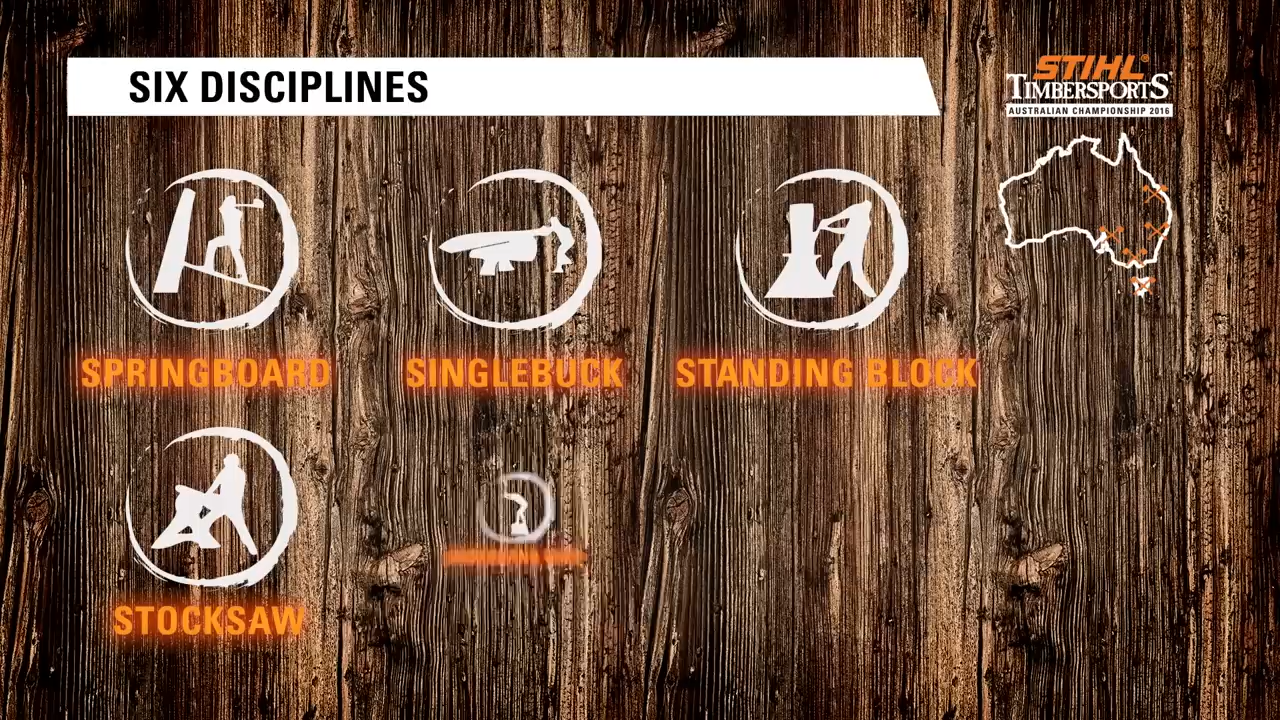 SIX DISCIPLINES
STIHL®
TIMBERSPORTS®
AUSTRALIAN CHAMPIONSHIP 2016
SPRINGBOARD
SINGLEBUCK
STANDING BLOCK
STOCKSAW